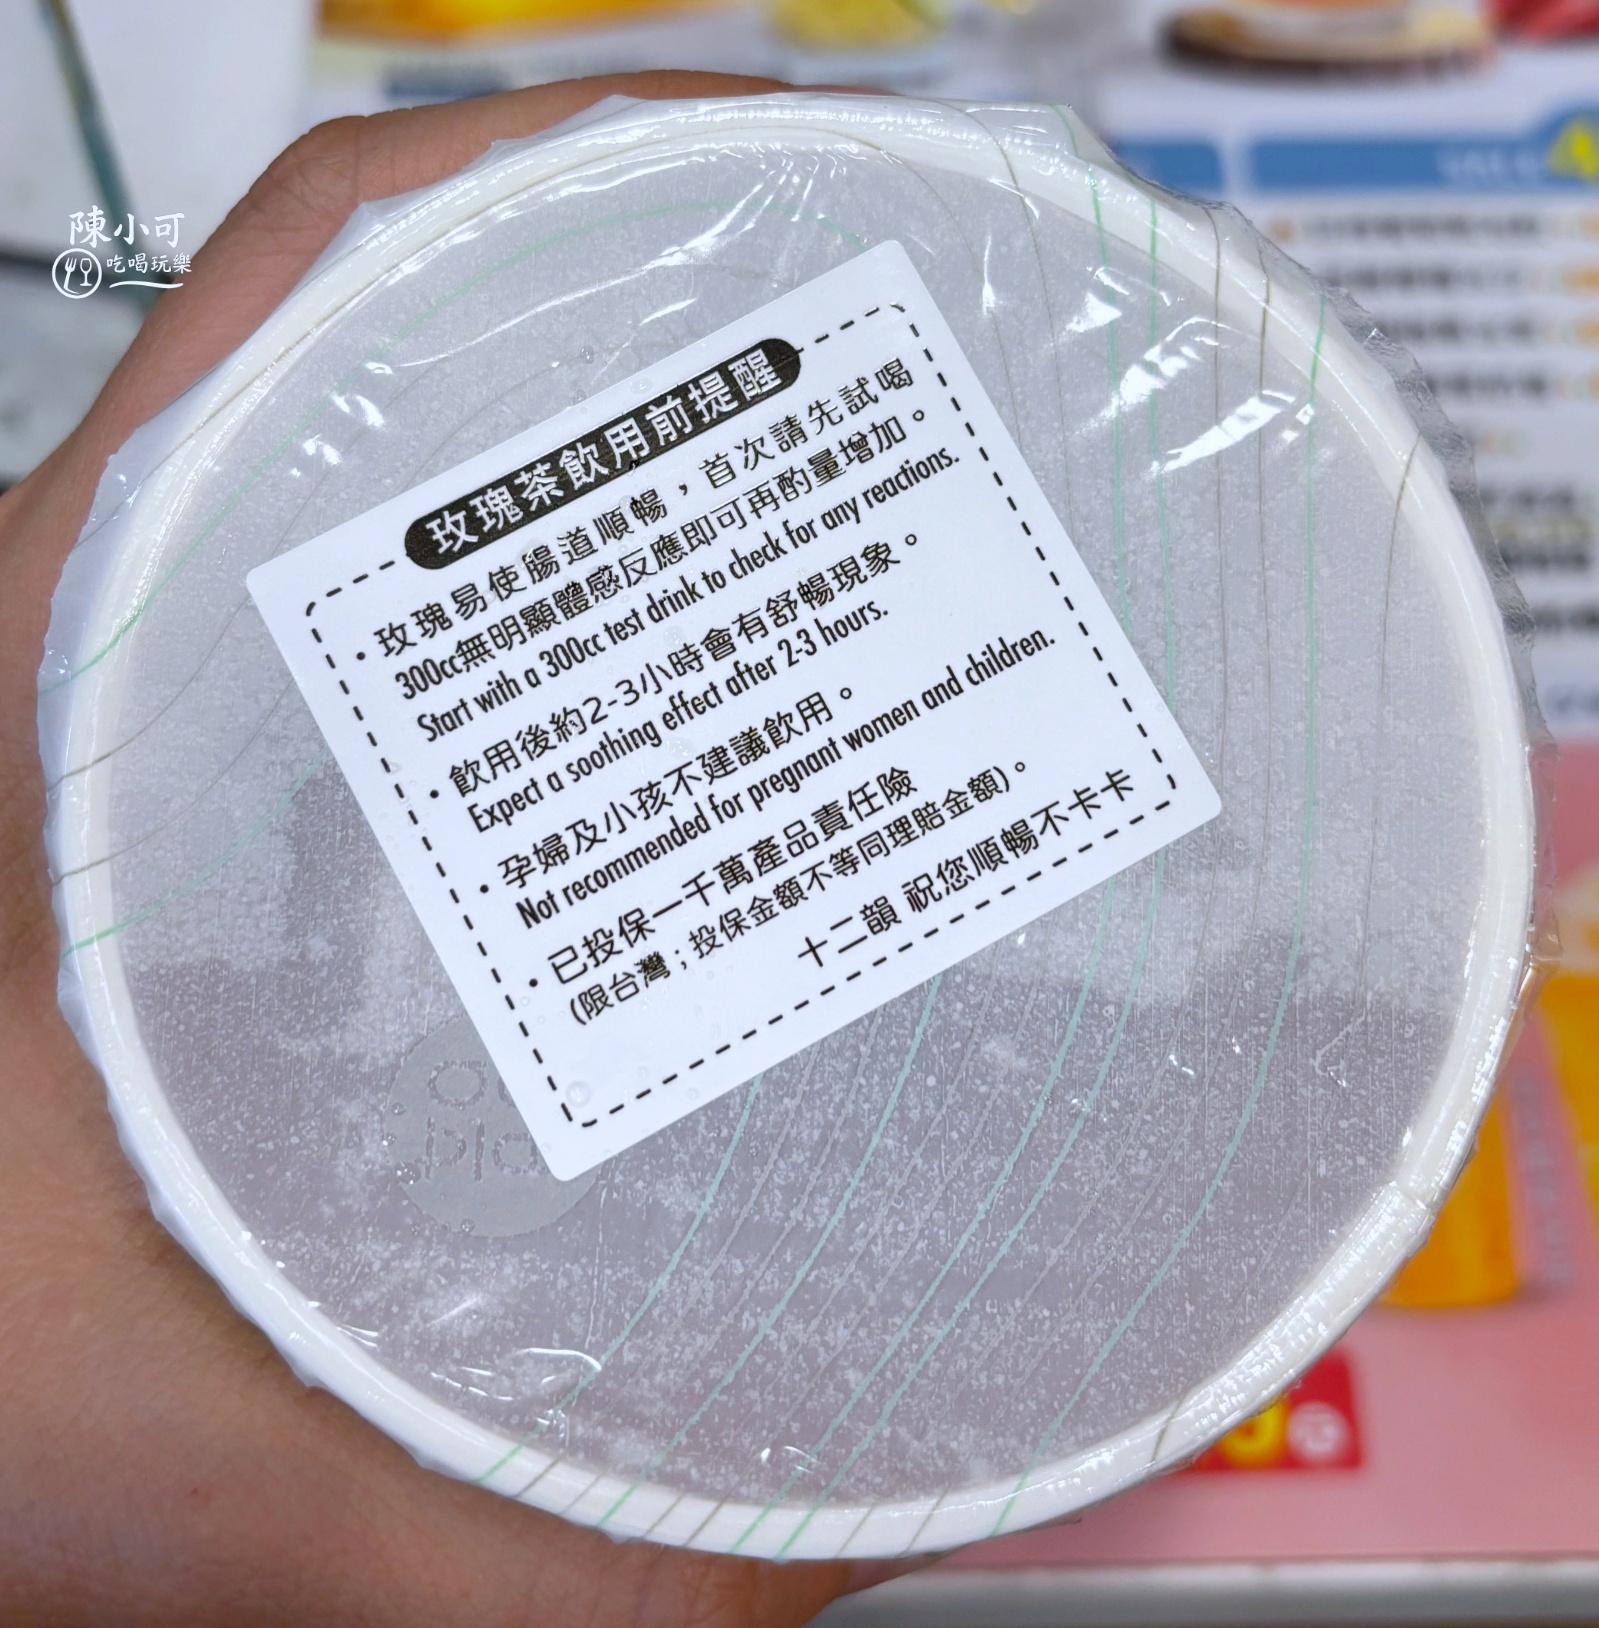 陳小可
吃喝玩樂
玫瑰茶飲用前提醒
・玫瑰易使腸道順暢，首次請先試喝
300cc無明顯體感反應即可再酌量增加。
Start with a 300cc test drink to check for any reactions.
・飲用後約2-3小時會有舒暢現象。
Expect a soothing effect after 2-3 hours.
・孕婦及小孩不建議飲用。
Not recommended for pregnant women and children.
・已投保一千萬產品責任險
(限台灣；投保金額不等同理賠金額)。
十二韻 祝您順暢不卡卡